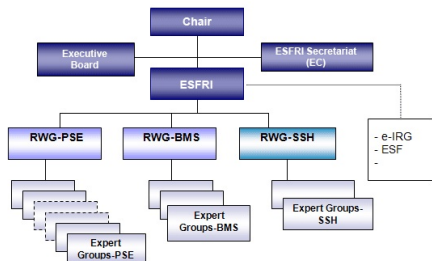 Chair
Executive
Board
ESFRI Secretariat
(EC)
ESFRI
- e-IRG
- ESF
-
RWG-PSE
RWG-BMS
RWG-SSH
Expert
Groups-PSE
Expert
Groups-BMS
Expert Groups-
SSH